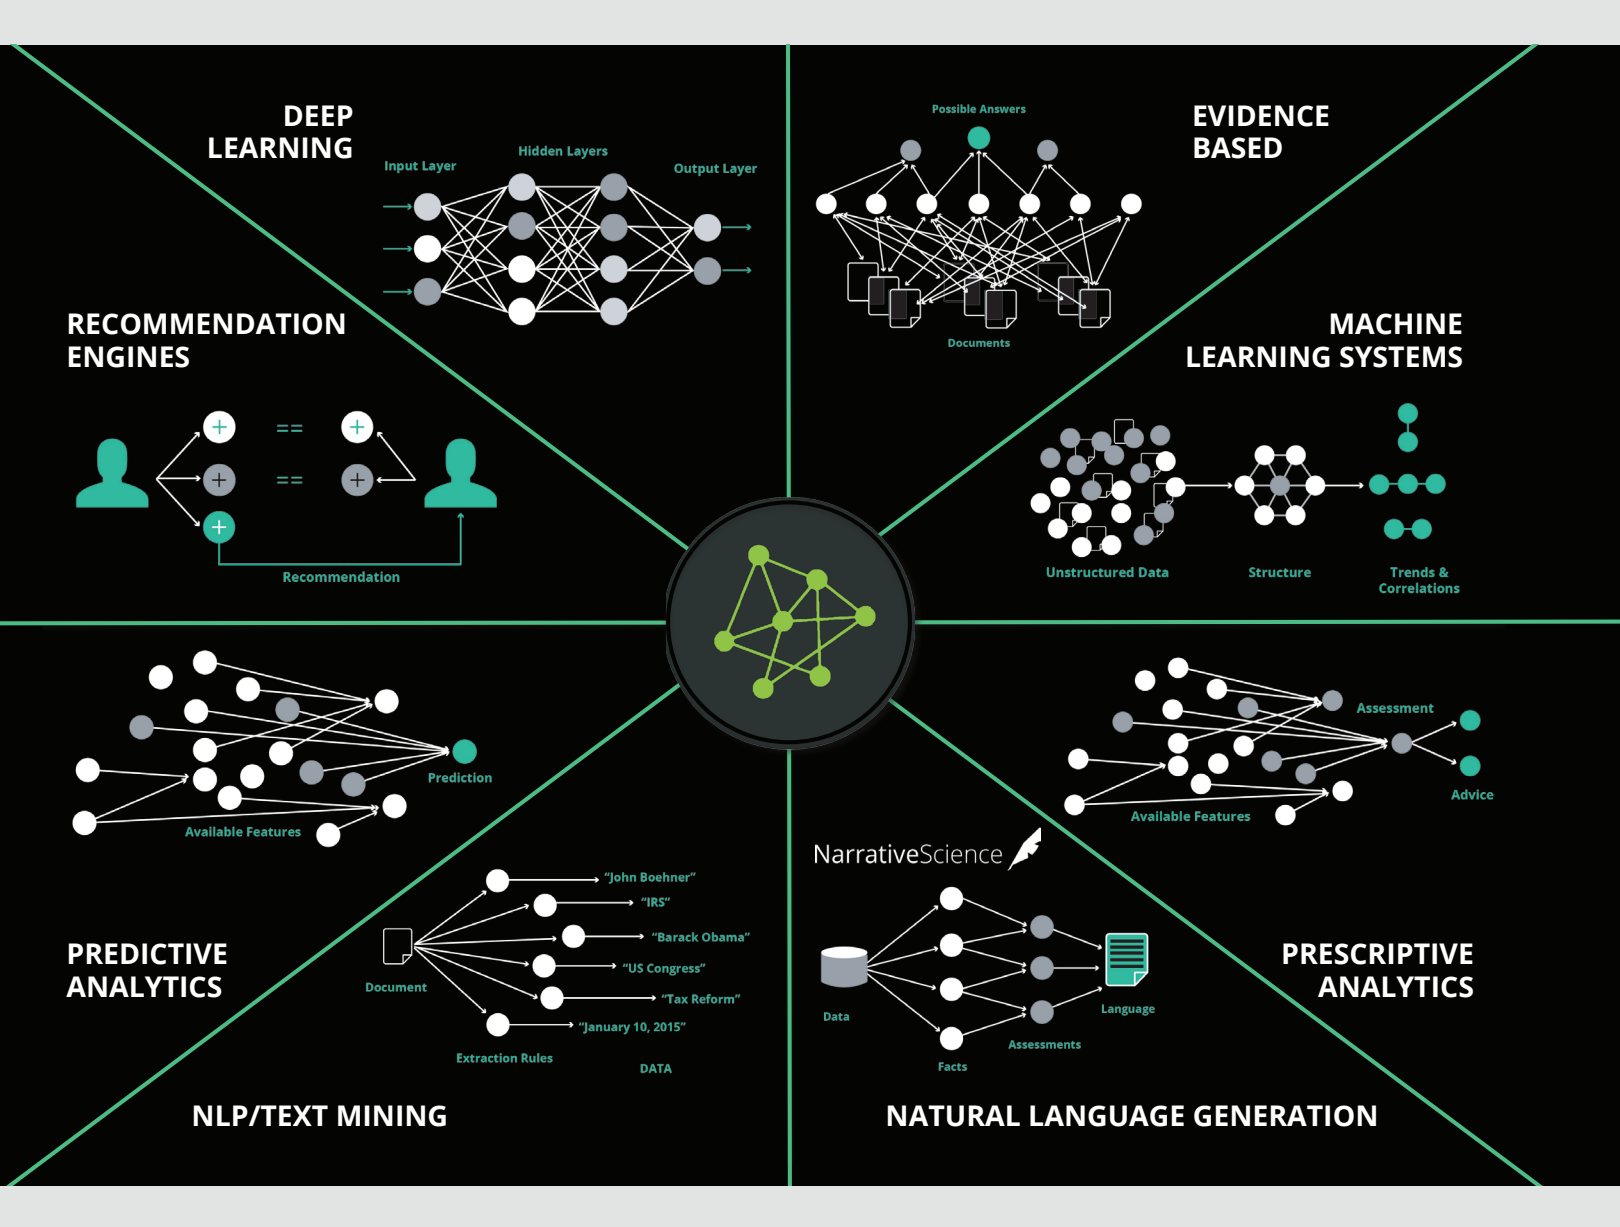 DEEP
LEARNING
Input Layer
Hidden Layers
Output Layer
Possible Answers
Documents
EVIDENCE
BASED
RECOMMENDATION
ENGINES
==
==
Recommendation
MACHINE
LEARNING SYSTEMS
Unstructured Data
Structure
Trends &
Correlations
Prediction
Available Features
PREDICTIVE
ANALYTICS
Assessment
Advice
Available Features
PRESCRIPTIVE
ANALYTICS
Document
“John Boehner”
“IRS”
“Barack Obama”
“US Congress”
“Tax Reform”
“January 10, 2015”
Extraction Rules
DATA
NLP/TEXT MINING
NarrativeScience
Data
Facts
Assessments
Language
NATURAL LANGUAGE GENERATION